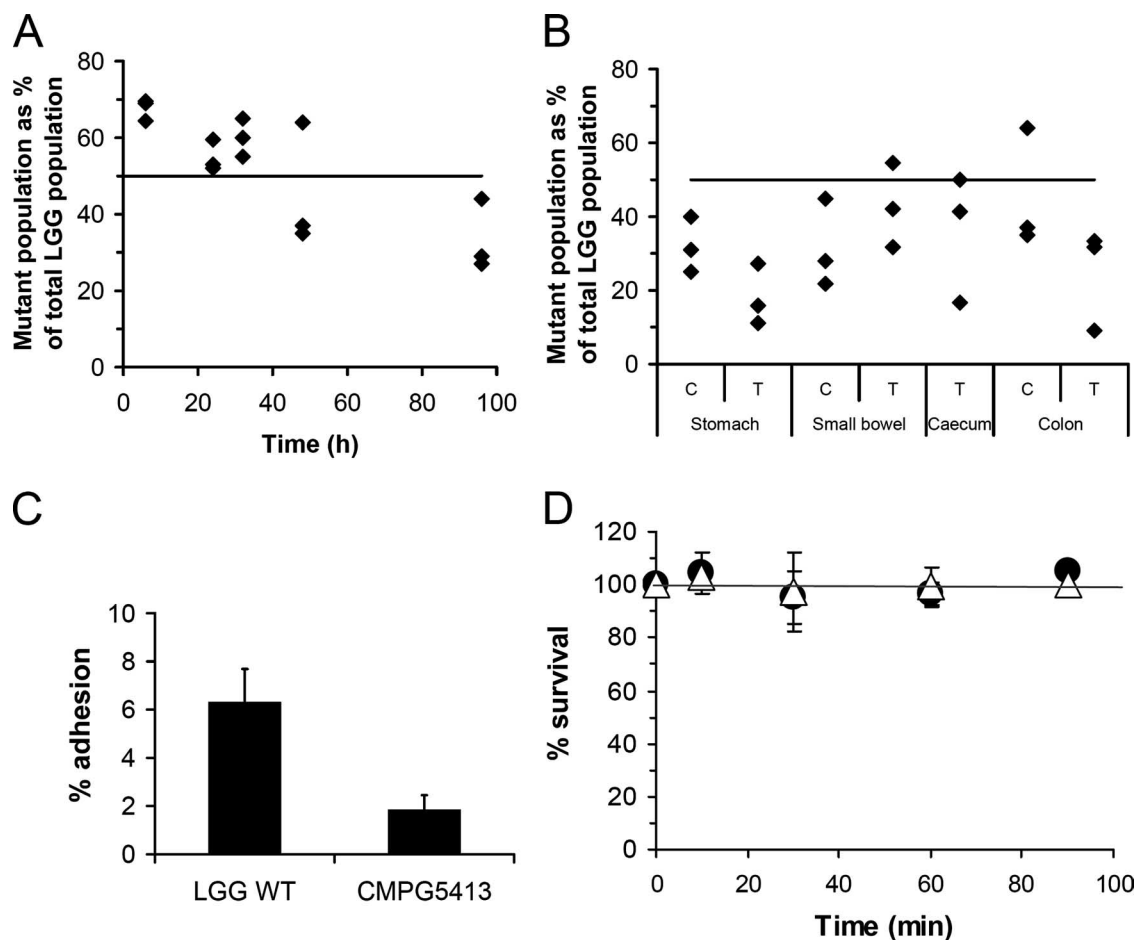 A
Mutant population as %
of total LGG population
80
60
40
20
0
0 20 40 60 80 100
Time (h)
B
Mutant population as %
of total LGG population
80
60
40
20
0
C T C T T C T
Stomach Small bowel Caecum Colon
C
% adhesion
10
8
6
4
2
0
LGG WT CMPG5413
D
% survival
120
100
80
60
40
20
0
0 20 40 60 80 100
Time (min)